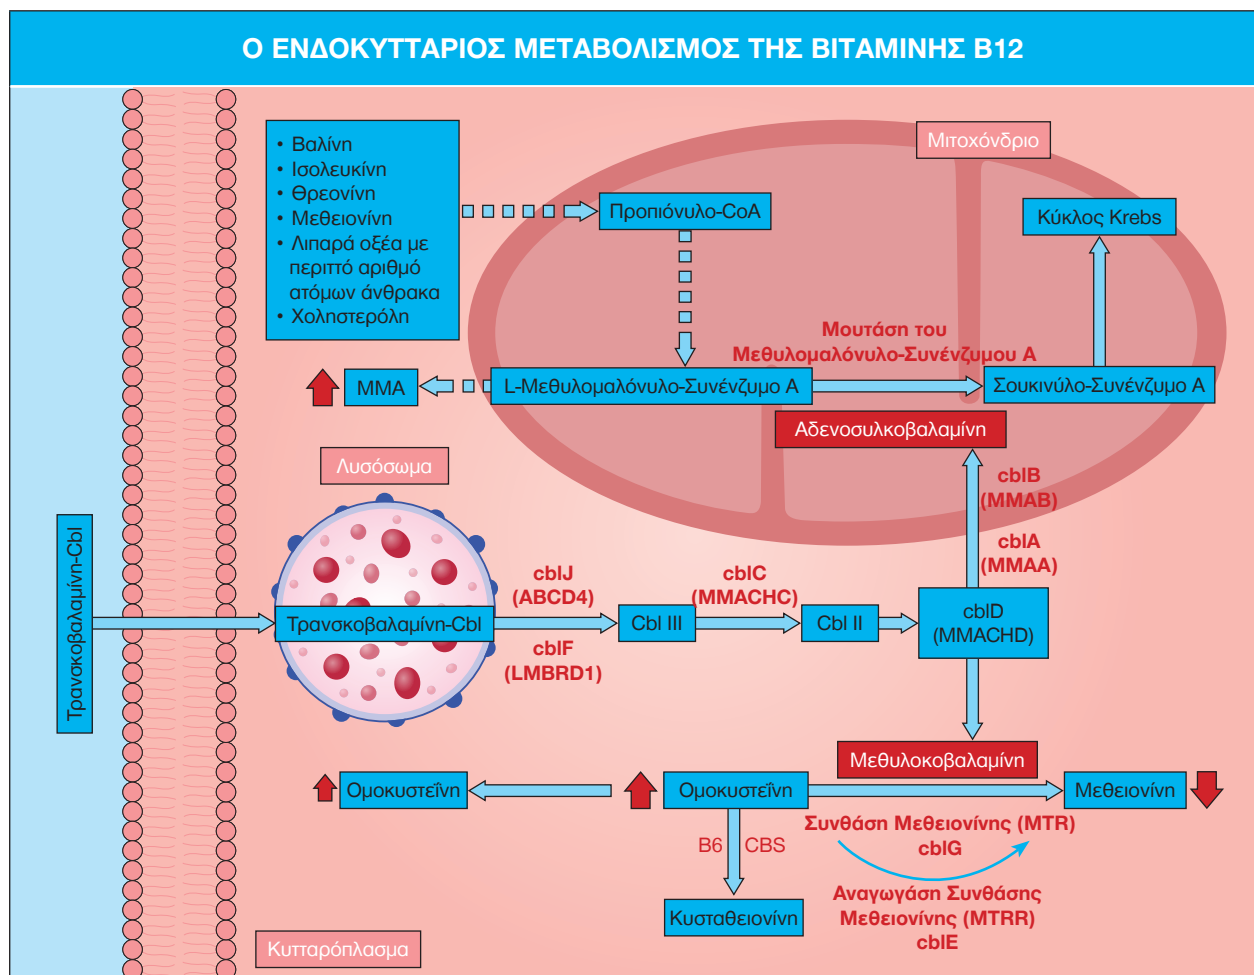 Ο ΕΝΔΟΚΥΤΤΑΡΙΟΣ ΜΕΤΑΒΟΛΙΣΜΟΣ ΤΗΣ ΒΙΤΑΜΙΝΗΣ Β12
• Βαλίνη
• Ισολευκίνη
• Θρεονίνη
• Μεθειονίνη
• Λιπαρά οξέα με
περιττό αριθμό
ατόμων άνθρακα
• Χοληστερόλη
Προπιόνυλο-CoA
Μιτοχόνδριο
Κύκλος Krebs
Μουτάση του
Μεθυλομαλόνυλο-Συνένζυμου Α
MMA
L-Μεθυλομαλόνυλο-Συνένζυμο Α
Σουκινύλο-Συνένζυμο Α
Αδενοσυλκοβαλαμίνη
Λυσόσωμα
cblB
(MMAB)
cblA
(MMAA)
Τρανσκοβαλαμίνη-Cbl
Τρανσκοβαλαμίνη-Cbl
cblJ
(ABCD4)
cblF
(LMBRD1)
Cbl III
cblC
(MMACHC)
Cbl II
cblD
(MMACHD)
Μεθυλοκοβαλαμίνη
Ομοκυστεΐνη
Ομοκυστεΐνη
Μεθειονίνη
Συνθάση Μεθειονίνης (MTR)
cblG
B6
CBS
Αναγωγάση Συνθάσης
Μεθειονίνης (MTRR)
cblE
Κυσταθειονίνη
Κυτταρόπλασμα